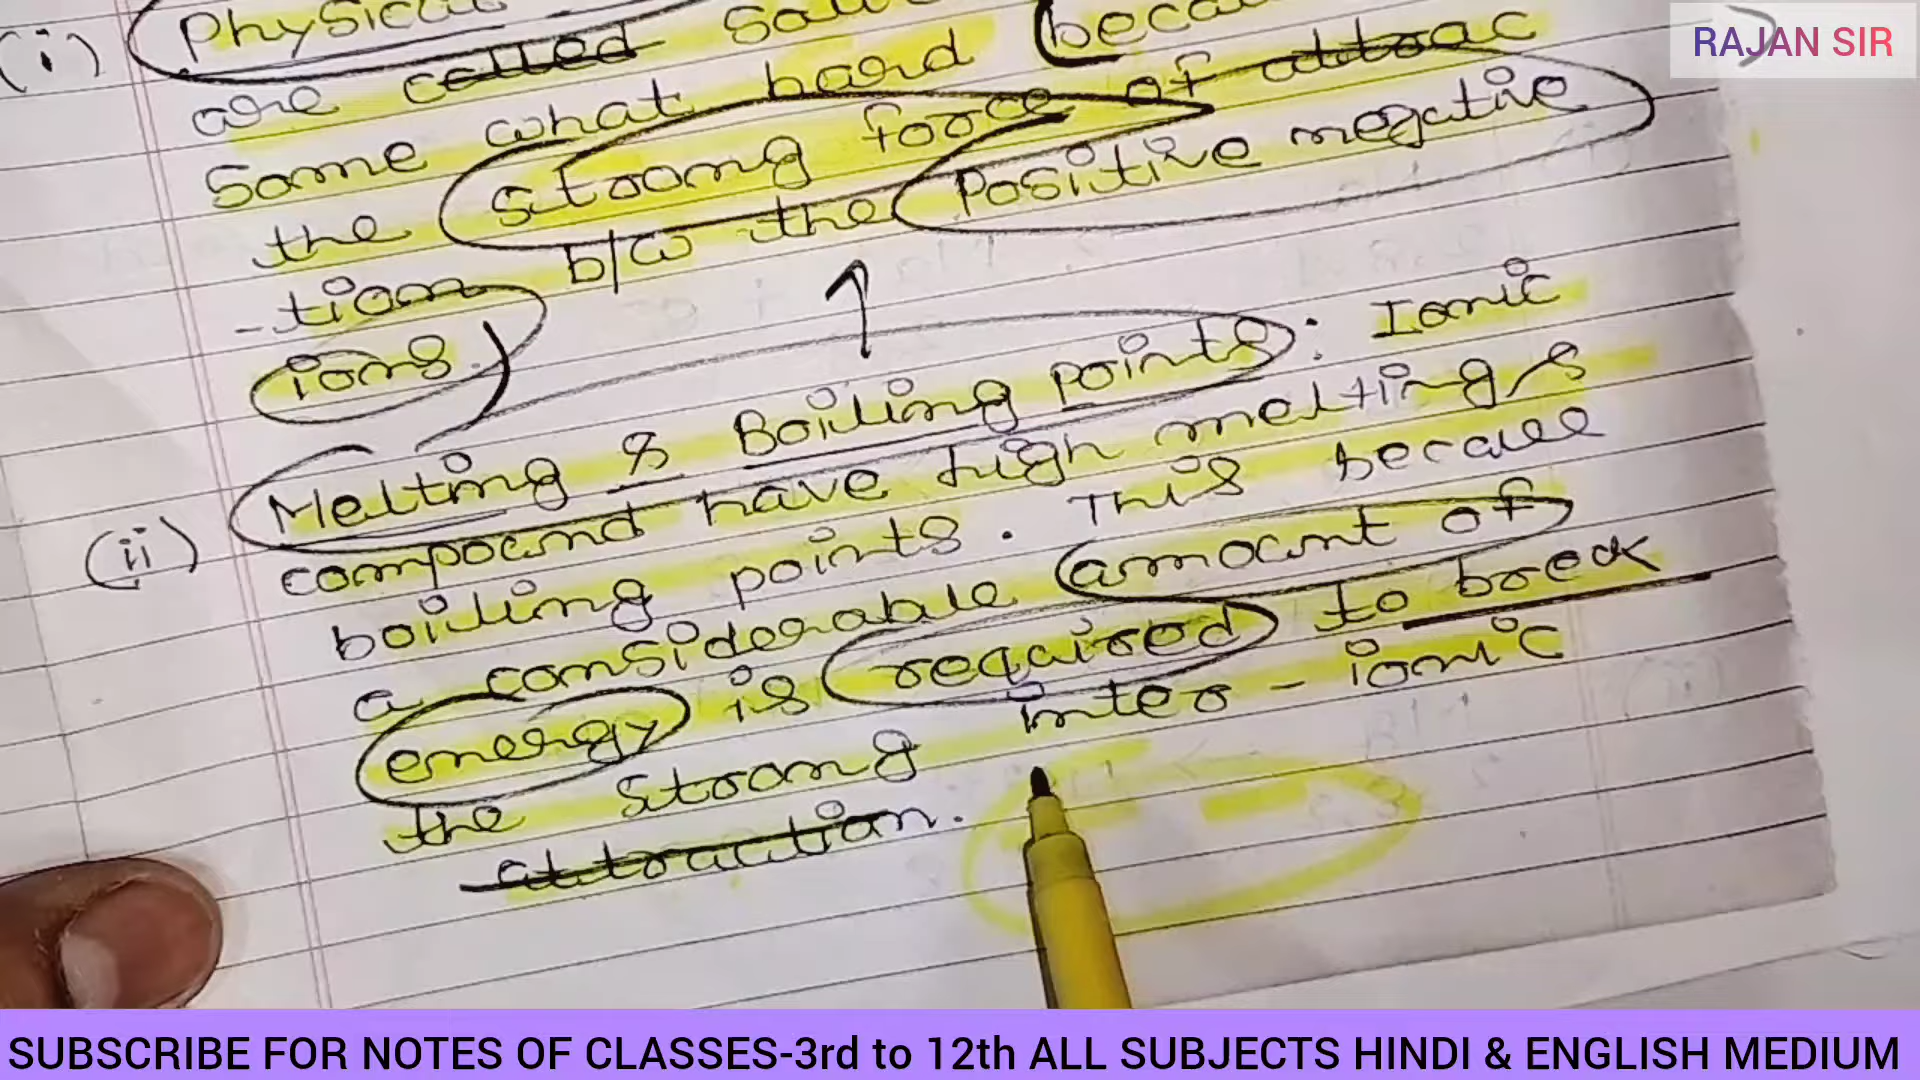 (i) Physical
are called
some what hard beca
the strong force of attrac
-tion b/w the Positive negative
ions.)
(ii) Melting & Boiling points: Ionic
compound have high melting &
boiling points. This because
a considerable amount of
energy is required to break
the strong inter-ionic
attraction.
RAJAN SIR
SUBSCRIBE FOR NOTES OF CLASSES-3rd to 12th ALL SUBJECTS HINDI & ENGLISH MEDIUM